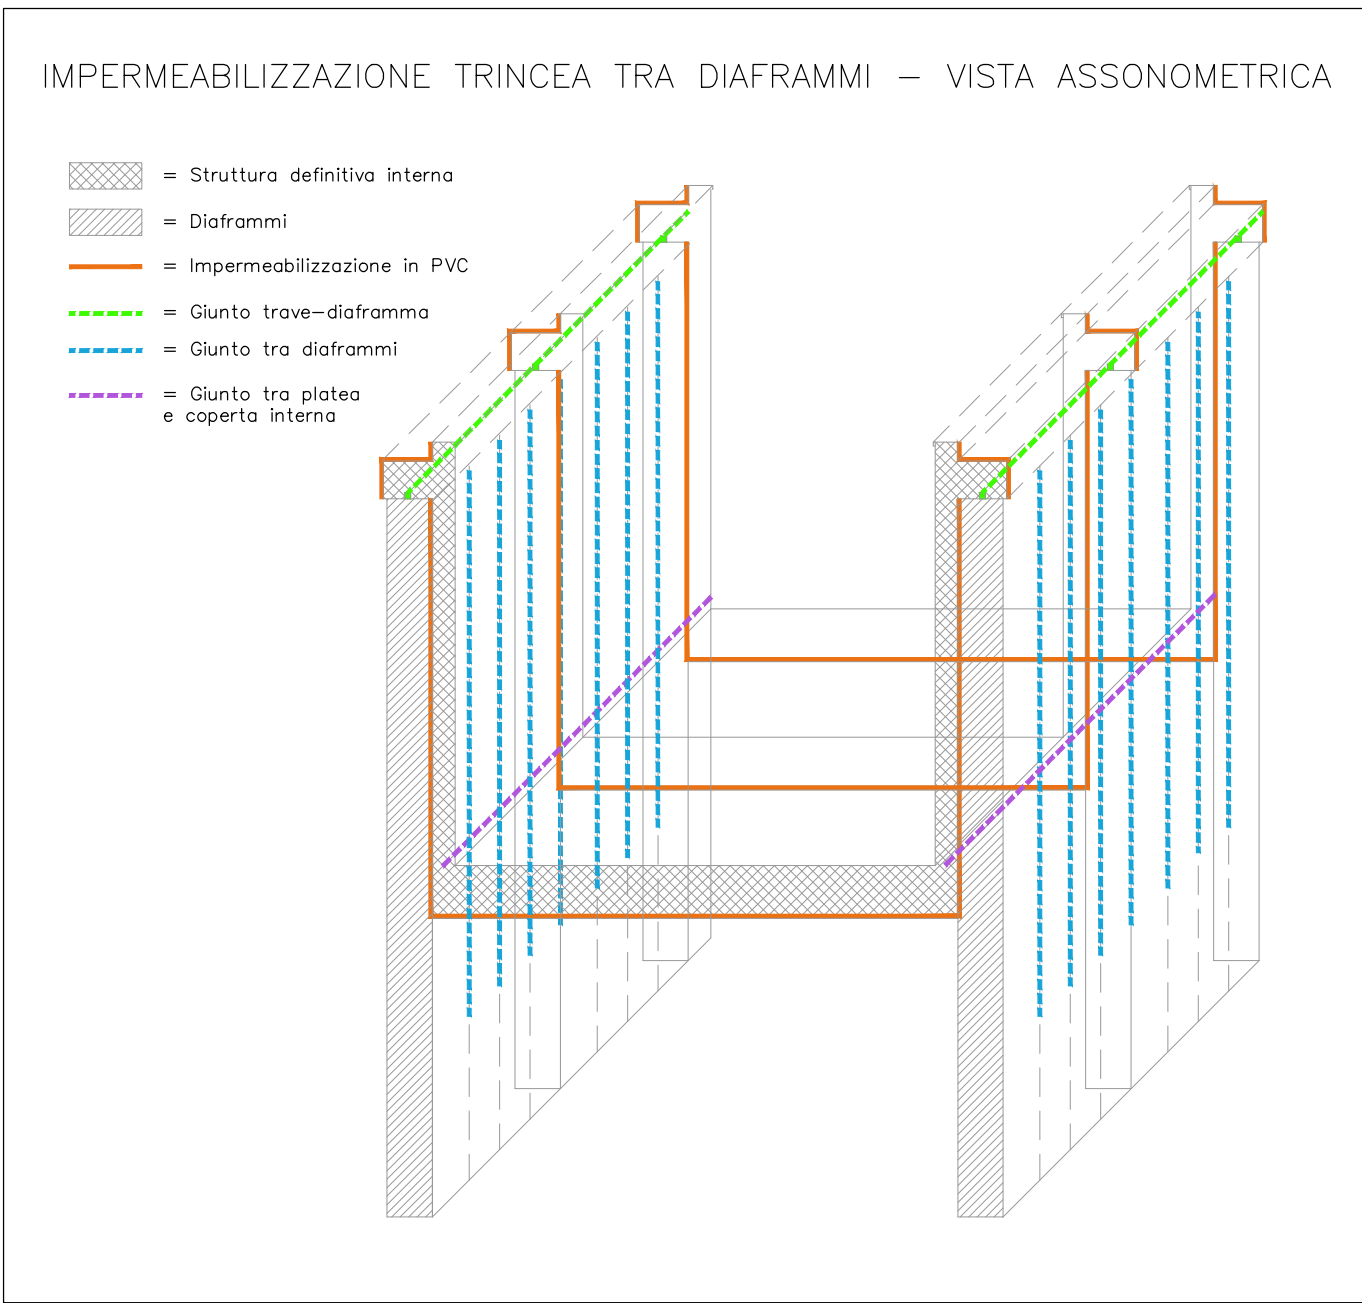 IMPERMEABILIZZAZIONE TRINCEA TRA DIAFRAMMI – VISTA ASSONOMETRICA
= Struttura definitiva interna
= Diaframmi
= Impermeabilizzazione in PVC
= Giunto trave–diaframma
= Giunto tra diaframmi
= Giunto tra platea
e coperta interna